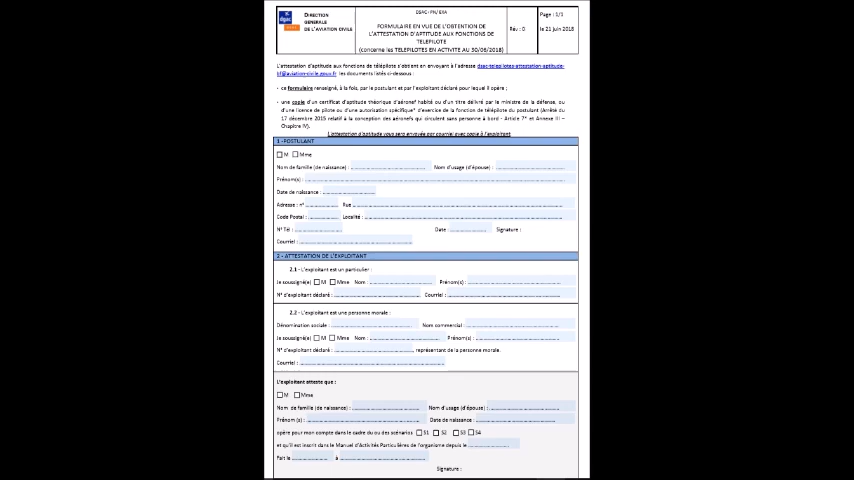 dgac
DIRECTION
GENERALE
DE L'AVIATION CIVILE
DSAC- PN/ EXA
FORMULAIRE EN VUE DE L'OBTENTION DE
L'ATTESTATION D'APTITUDE AUX FONCTIONS DE
TELEPILOTE
(concerne les TELEPILOTES EN ACTIVITE AU 30/06/2018)
Rév : 0
Page : 1/1
le 21 juin 2018
L'attestation d'aptitude aux fonctions de télépilote s'obtient en envoyant à l'adresse dsac-telepilotes-attestation-aptitude-
bf@aviation-civile.gouv.fr les documents listés ci-dessous :
- ce formulaire renseigné, à la fois, par le postulant et par l'exploitant déclaré pour lequel il opère ;
- une copie d'un certificat d'aptitude théorique d'aéronef habité ou d'un titre délivré par le ministre de la défense, ou
d'une licence de pilote ou d'une autorisation spécifique* d'exercice de la fonction de télépilote du postulant (Arrêté du
17 décembre 2015 relatif à la conception des aéronefs qui circulent sans personne à bord - Article 7* et Annexe III –
Chapitre IV).
L'attestation d'aptitude vous sera envoyée par courriel avec copie à l'exploitant
1 -POSTULANT
M Mme
Nom de famille (de naissance) : Nom d'usage (d'épouse) :
Prénom(s) :
Date de naissance :
Adresse : n° Rue
Code Postal : Localité :
N° Tél : Date : Signature :
Courriel :
2 - ATTESTATION DE L'EXPLOITANT
2.1 - L'exploitant est un particulier :
Je soussigné(e) M Mme Nom : Prénom(s) :
N° d'exploitant déclaré : Courriel :
2.2 - L'exploitant est une personne morale :
Dénomination sociale : Nom commercial :
Je soussigné(e) M Mme Nom : Prénom(s) :
N° d'exploitant déclaré : , représentant de la personne morale.
Courriel :
L'exploitant atteste que :
M Mme
Nom de famille (de naissance) : Nom d'usage (d'épouse) :
Prénom (s) : Date de naissance :
opère pour mon compte dans le cadre du ou des scénarios S1 S2 S3 S4
et qu'il est inscrit dans le Manuel d'Activités Particulières de l'organisme depuis le
Fait le à
Signature :